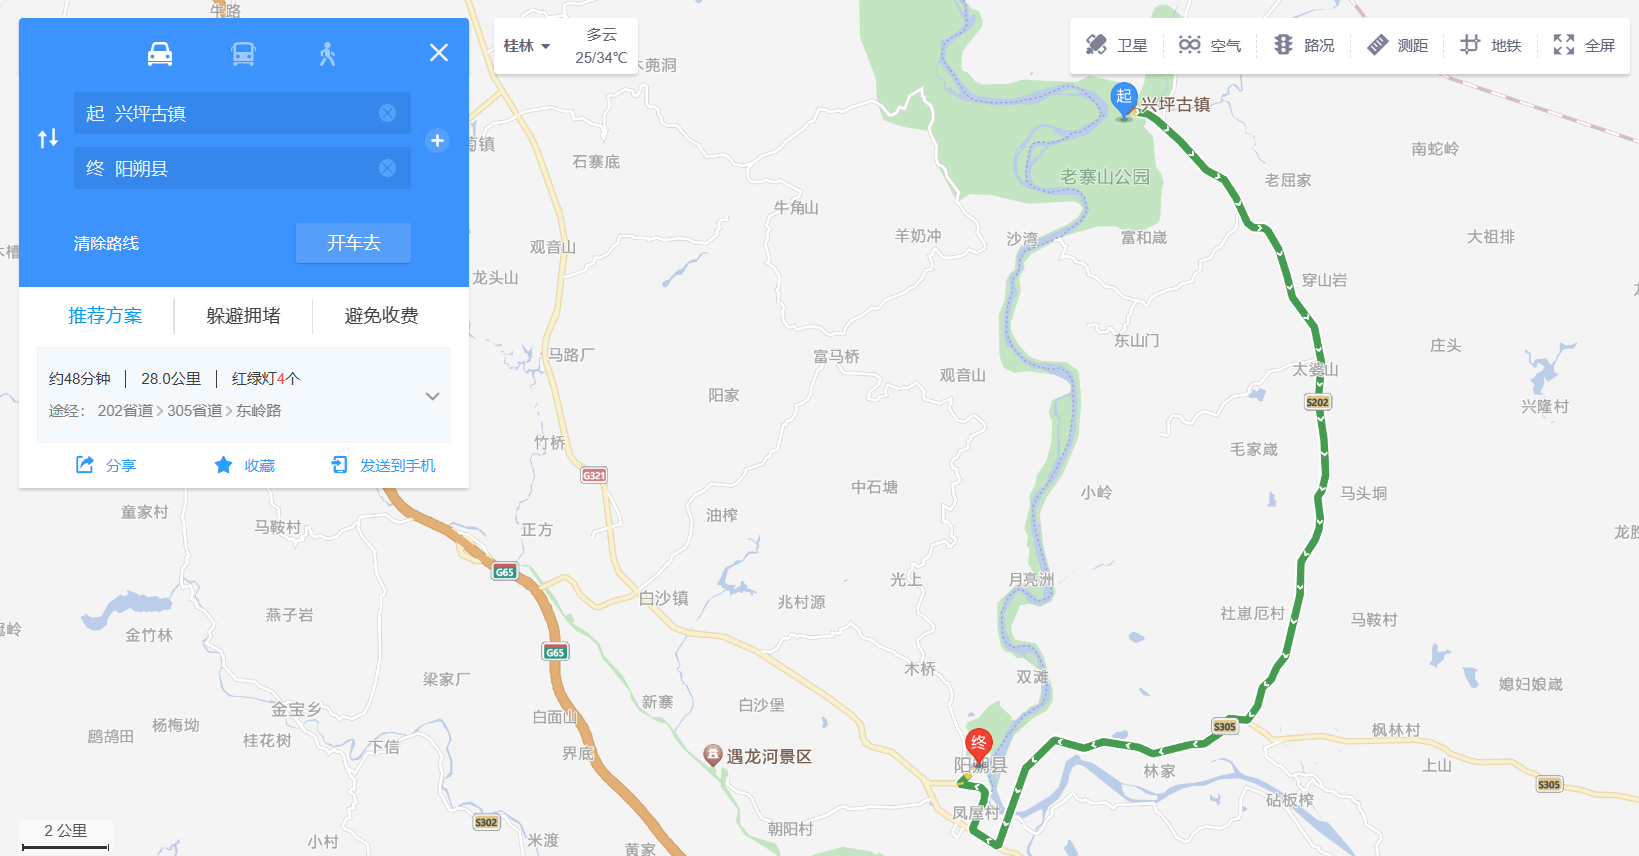 牛路
桂林
多云
25/34℃
卫星
空气
路况
测距
地铁
全屏
起 兴坪古镇
终 阳朔县
清除路线
开车去
推荐方案
躲避拥堵
避免收费
约48分钟
28.0公里
红绿灯4个
途经： 202省道 305省道 东岭路
分享
收藏
发送到手机
起
兴坪古镇
石寨底
南蛇岭
老寨山公园
老屈家
牛角山
羊奶冲
沙湾
富和崴
大祖排
观音山
龙头山
穿山岩
东山门
庄头
马路厂
富马桥
观音山
太婆山
阳家
S202
兴隆村
竹桥
毛家崴
G321
中石塘
小岭
马头垌
童家村
马鞍村
油榨
正方
G65
光上
月亮洲
白沙镇
兆村源
燕子岩
社崽厄村
马鞍村
金竹林
G65
木桥
双滩
梁家厂
新寨
白沙堡
媳妇娘崴
金宝乡
白面山
杨梅坳
鹧鸪田
桂花树
下信
界底
S305
枫林村
终
阳朔县
遇龙河景区
林家
上山
S305
砧板榨
凤屋村
S302
朝阳村
2 公里
小村
米渡
黄家